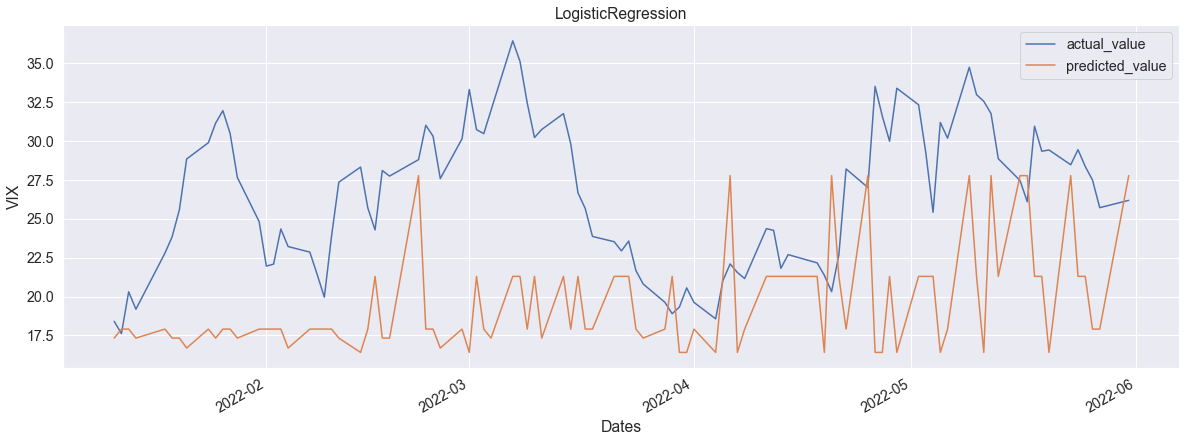 LogisticRegression
actual_value
predicted_value
35.0
32.5
30.0
27.5
25.0
22.5
20.0
17.5
VIX
2022-02
2022-03
2022-04
2022-05
2022-06
Dates